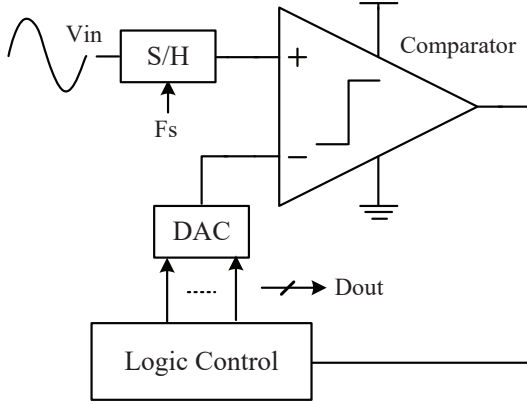 Vin
S/H
Comparator
+
Fs
−
DAC
.....
Dout
Logic Control